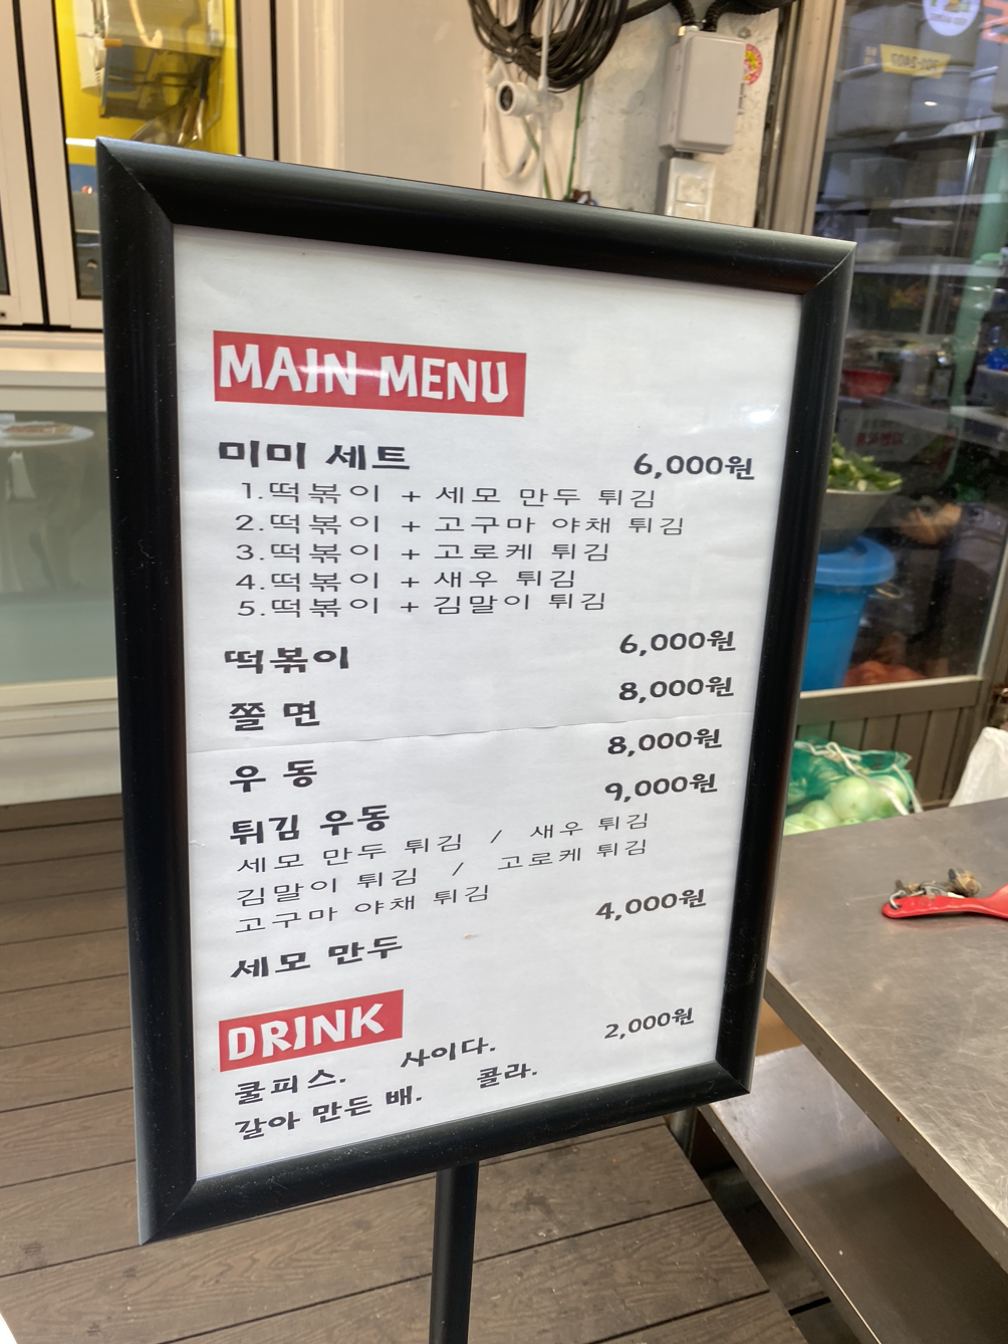 MAIN MENU
미미 세트 6,000원
1.떡볶이 + 세모 만두 튀김
2.떡볶이 + 고구마 야채 튀김
3.떡볶이 + 고로케 튀김
4.떡볶이 + 새우 튀김
5.떡볶이 + 김말이 튀김
떡볶이 6,000원
쫄면 8,000원
우동 8,000원
튀김 우동 9,000원
세모 만두 튀김 / 새우 튀김
김말이 튀김 / 고로케 튀김
고구마 야채 튀김
세모 만두 4,000원
DRINK 2,000원
쿨피스. 사이다.
갈아 만든 배. 콜라.